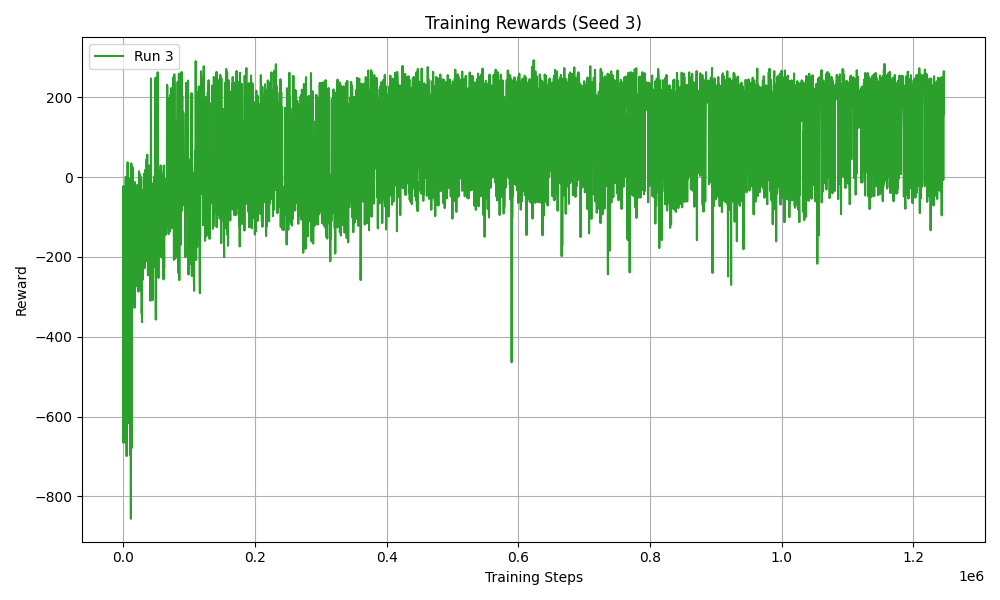 Training Rewards (Seed 3)
Run 3
Reward
200
0
−200
−400
−600
−800
0.0 0.2 0.4 0.6 0.8 1.0 1.2
1e6
Training Steps